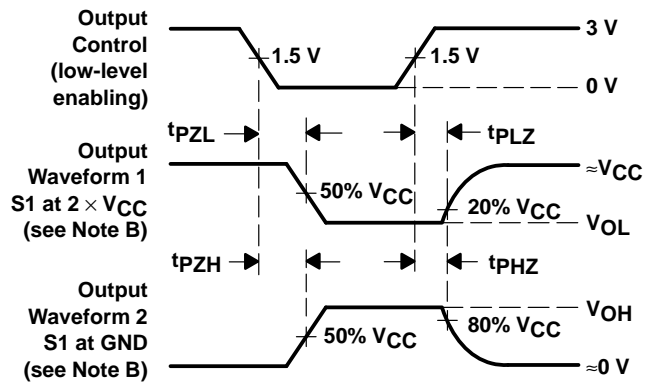 Output
Control
(low-level
enabling)
3 V
1.5 V
1.5 V
0 V
tPZL
tPLZ
Output
Waveform 1
S1 at 2 × VCC
(see Note B)
≈VCC
50% VCC
20% VCC
VOL
tPZH
tPHZ
Output
Waveform 2
S1 at GND
(see Note B)
VOH
50% VCC
80% VCC
≈0 V